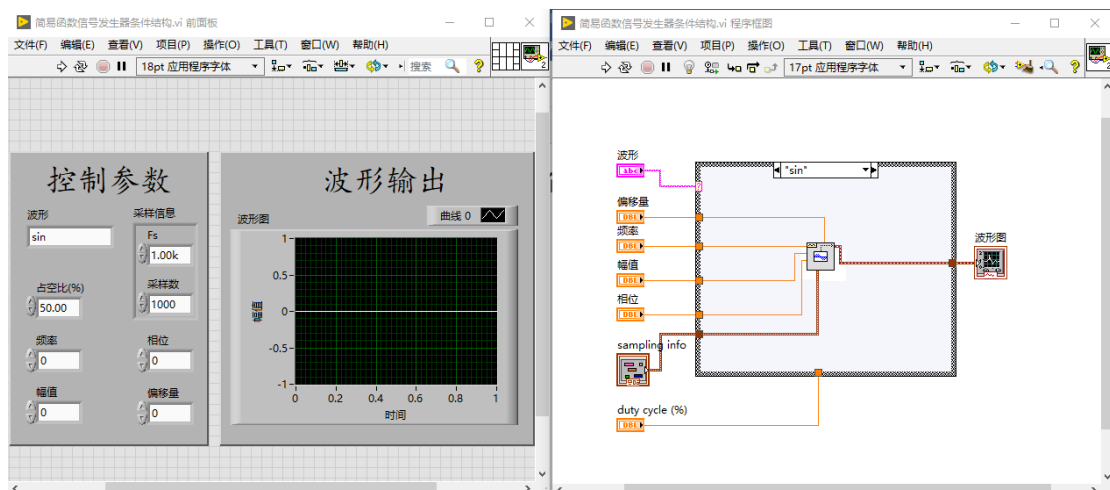 简易函数信号发生器条件结构.vi 前面板
文件(F) 编辑(E) 查看(V) 项目(P) 操作(O) 工具(T) 窗口(W) 帮助(H)
18pt 应用程序字体
搜索
2
控制参数
波形
sin
采样信息
Fs
1.00k
占空比(%)
50.00
采样数
1000
频率
0
相位
0
幅值
0
偏移量
0
波形输出
波形图
曲线 0
幅值
1
0.5
0
-0.5
-1
0 0.2 0.4 0.6 0.8 1
时间
简易函数信号发生器条件结构.vi 程序框图
文件(F) 编辑(E) 查看(V) 项目(P) 操作(O) 工具(T) 窗口(W) 帮助(H)
17pt 应用程序字体
2
波形
abc
"sin"
?
偏移量
DBL
频率
DBL
幅值
DBL
相位
DBL
sampling info
duty cycle (%)
DBL
波形图